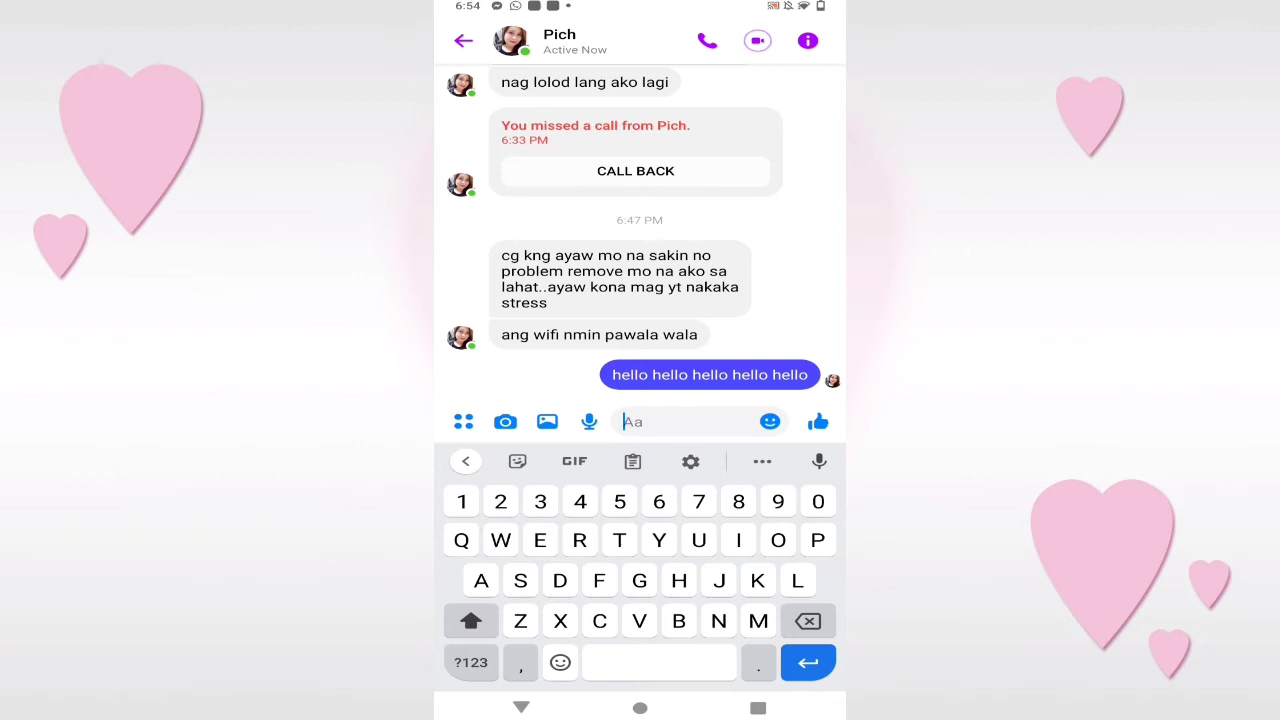 6:54
Pich
Active Now
nag lolod lang ako lagi
You missed a call from Pich.
6:33 PM
CALL BACK
6:47 PM
cg kng ayaw mo na sakin no
problem remove mo na ako sa
lahat..ayaw kona mag yt nakaka
stress
ang wifi nmin pawala wala
hello hello hello hello hello
Aa
GIF
1 2 3 4 5 6 7 8 9 0
Q W E R T Y U I O P
A S D F G H J K L
Z X C V B N M
?123 , .